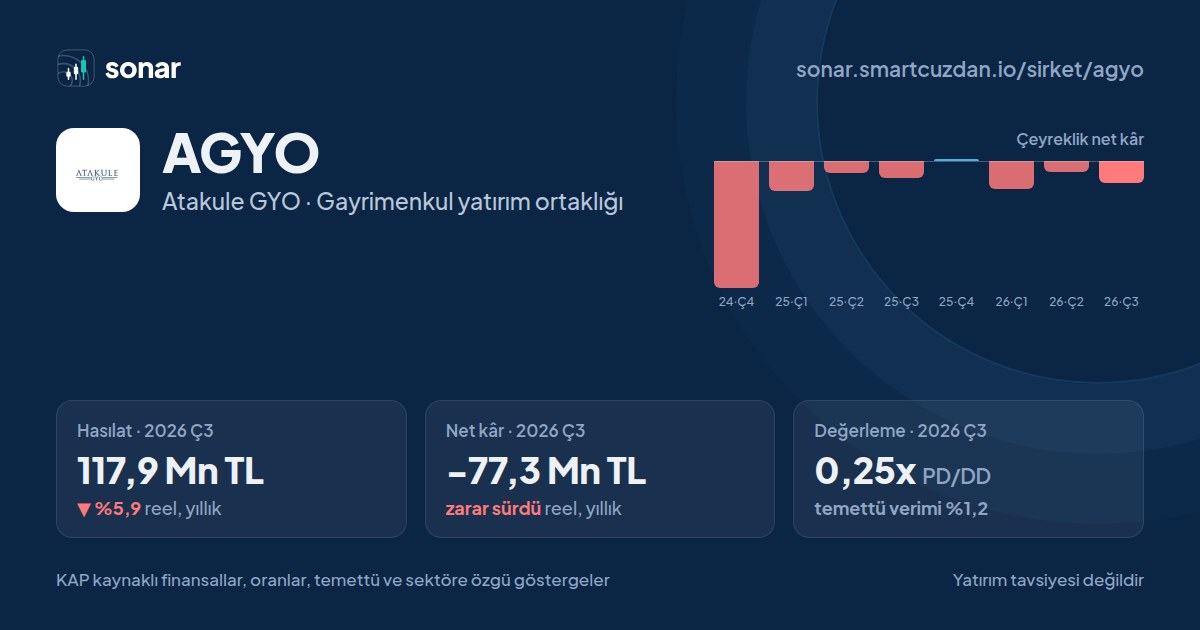 sonar
sonar.smartcuzdan.io/sirket/agyo
ATAKULE
GYO
AGYO
Atakule GYO · Gayrimenkul yatırım ortaklığı
Çeyreklik net kâr
24-Ç4 25-Ç1 25-Ç2 25-Ç3 25-Ç4 26-Ç1 26-Ç2 26-Ç3
Hasılat · 2026 Ç3
117,9 Mn TL
▼ %5,9 reel, yıllık
Net kâr · 2026 Ç3
−77,3 Mn TL
zarar sürdü reel, yıllık
Değerleme · 2026 Ç3
0,25x PD/DD
temettü verimi %1,2
KAP kaynaklı finansallar, oranlar, temettü ve sektöre özgü göstergeler
Yatırım tavsiyesi değildir